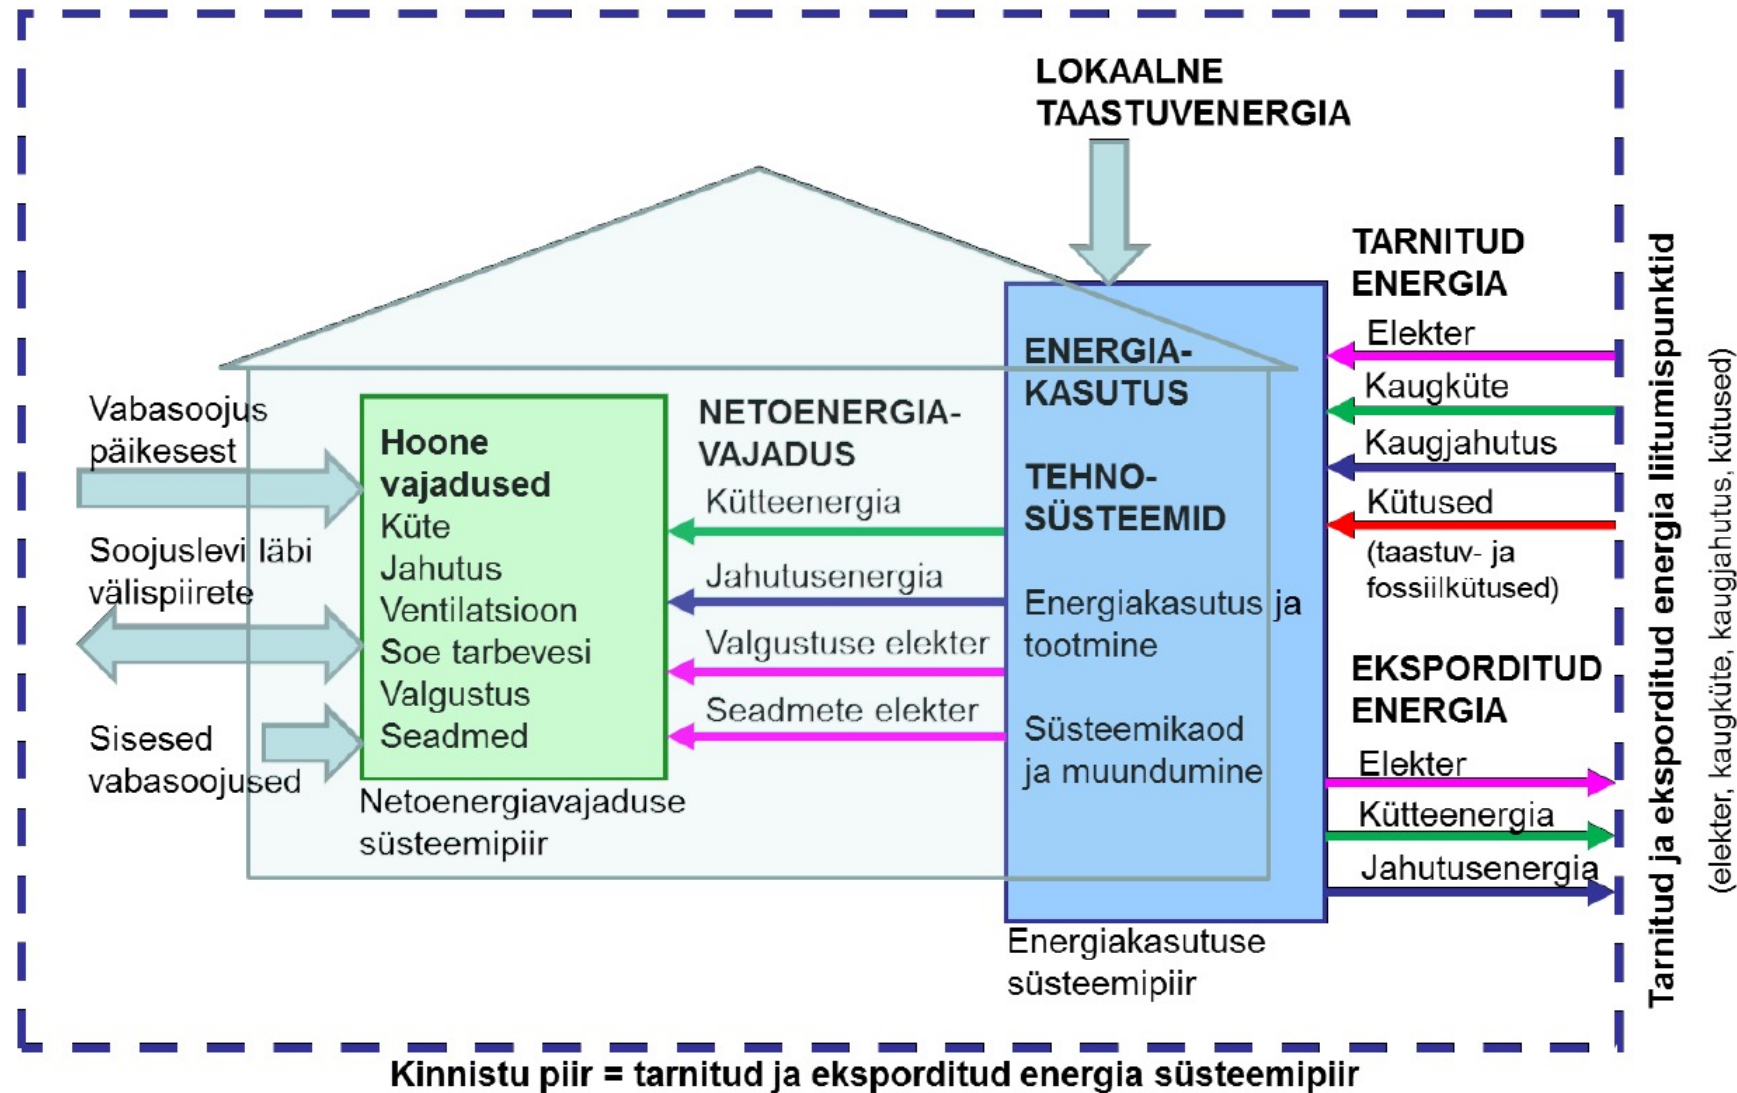 LOKAALNE
TAASTUVENERGIA
Vabasoojus
päikesest
Soojuslevi läbi
välispiirete
Sisesed
vabasoojused
Hoone
vajadused
Küte
Jahutus
Ventilatsioon
Soe tarbevesi
Valgustus
Seadmed
Netoenergiavajaduse
süsteemipiir
NETOENERGIA-
VAJADUS
Kütteenergia
Jahutusenergia
Valgustuse elekter
Seadmete elekter
ENERGIA-
KASUTUS
TEHNO-
SÜSTEEMID
Energiakasutus ja
tootmine
Süsteemikaod
ja muundumine
Energiakasutuse
süsteemipiir
TARNITUD
ENERGIA
Elekter
Kaugküte
Kaugjahutus
Kütused
(taastuv- ja
fossiilkütused)
EKSPORDITUD
ENERGIA
Elekter
Kütteenergia
Jahutusenergia
Tarnitud ja eksporditud energia liitumispunktid
(elekter, kaugküte, kaugjahutus, kütused)
Kinnistu piir = tarnitud ja eksporditud energia süsteemipiir